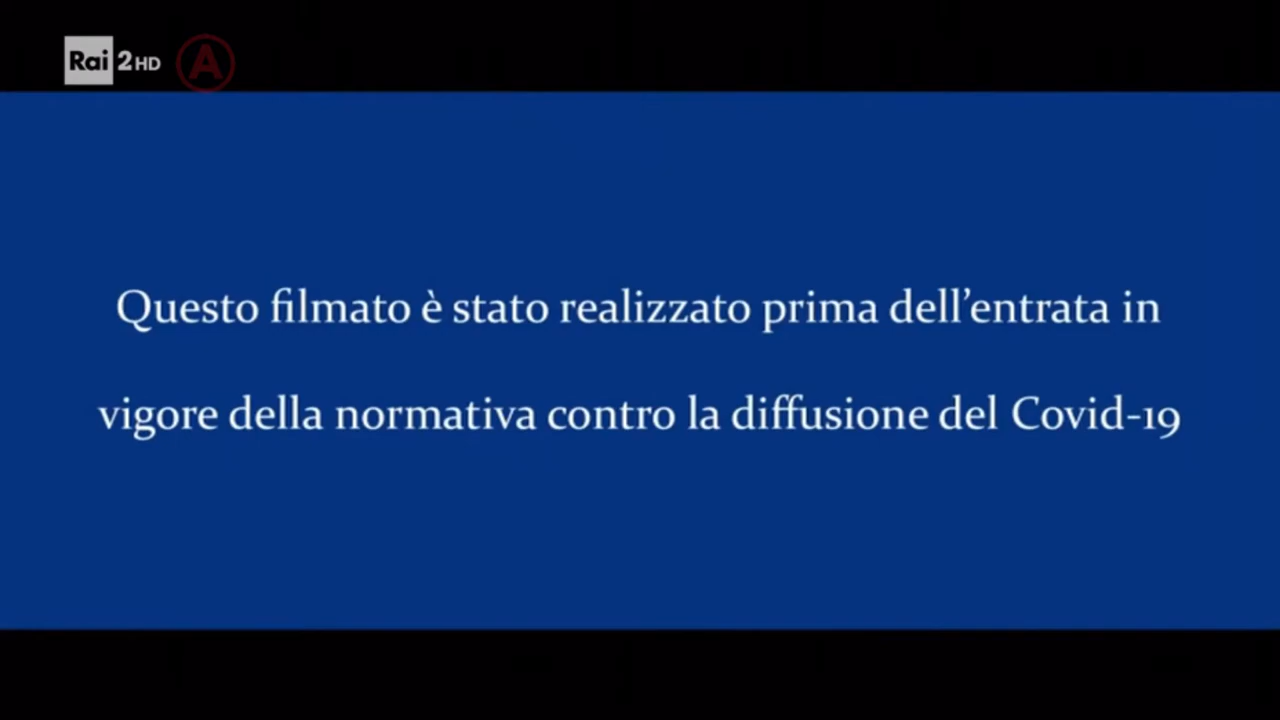 Rai 2HD A
Questo filmato è stato realizzato prima dell’entrata in
vigore della normativa contro la diffusione del Covid-19